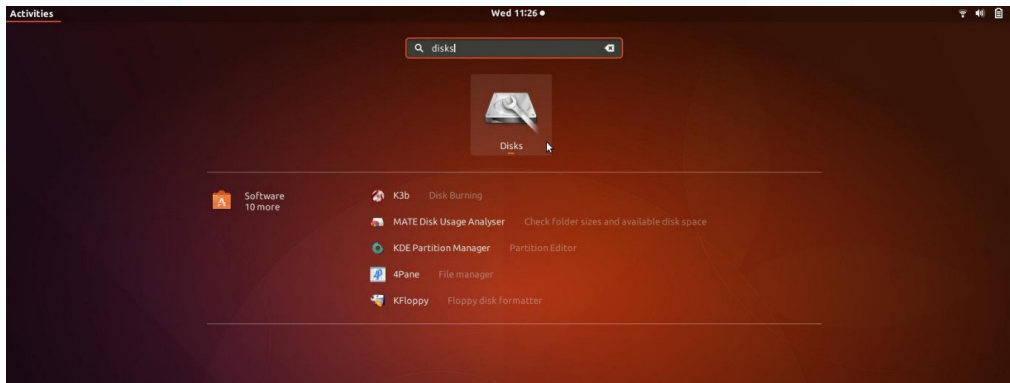 Activities
Wed 11:26
disks
Disks
Software
10 more
K3b Disk Burning
MATE Disk Usage Analyser Check folder sizes and available disk space
KDE Partition Manager Partition Editor
4Pane File manager
KFloppy Floppy disk formatter